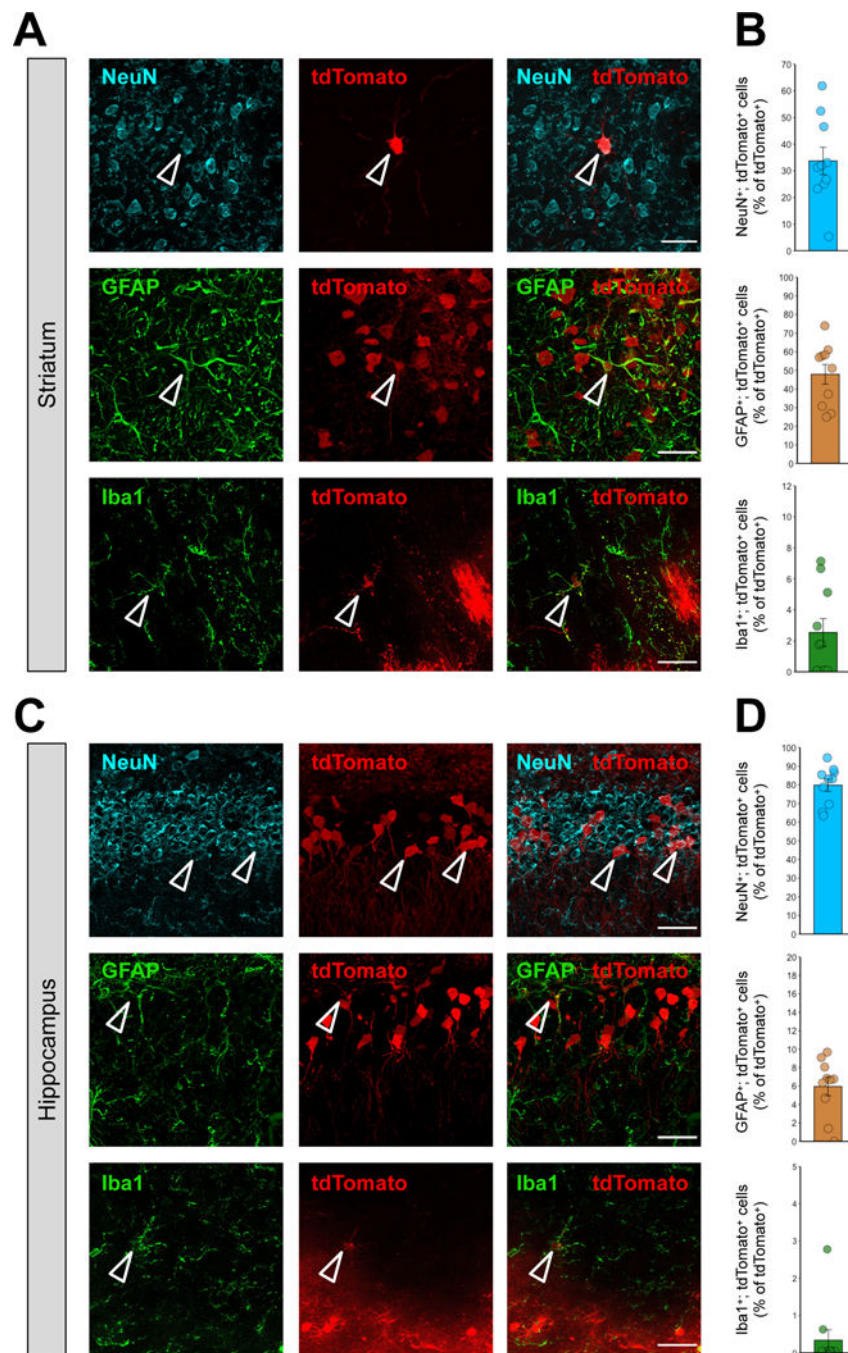 A
B
Striatum
NeuN
tdTomato
NeuN tdTomato
NeuN⁺; tdTomato⁺ cells
(% of tdTomato⁺)
70
60
50
40
30
20
10
0
GFAP
tdTomato
GFAP tdTomato
GFAP⁺; tdTomato⁺ cells
(% of tdTomato⁺)
100
90
80
70
60
50
40
30
20
10
0
Iba1
tdTomato
Iba1 tdTomato
Iba1⁺; tdTomato⁺ cells
(% of tdTomato⁺)
12
10
8
6
4
2
0
C
D
Hippocampus
NeuN
tdTomato
NeuN tdTomato
NeuN⁺; tdTomato⁺ cells
(% of tdTomato⁺)
100
90
80
70
60
50
40
30
20
10
0
GFAP
tdTomato
GFAP tdTomato
GFAP⁺; tdTomato⁺ cells
(% of tdTomato⁺)
20
18
16
14
12
10
8
6
4
2
0
Iba1
tdTomato
Iba1 tdTomato
Iba1⁺; tdTomato⁺ cells
(% of tdTomato⁺)
5
4
3
2
1
0